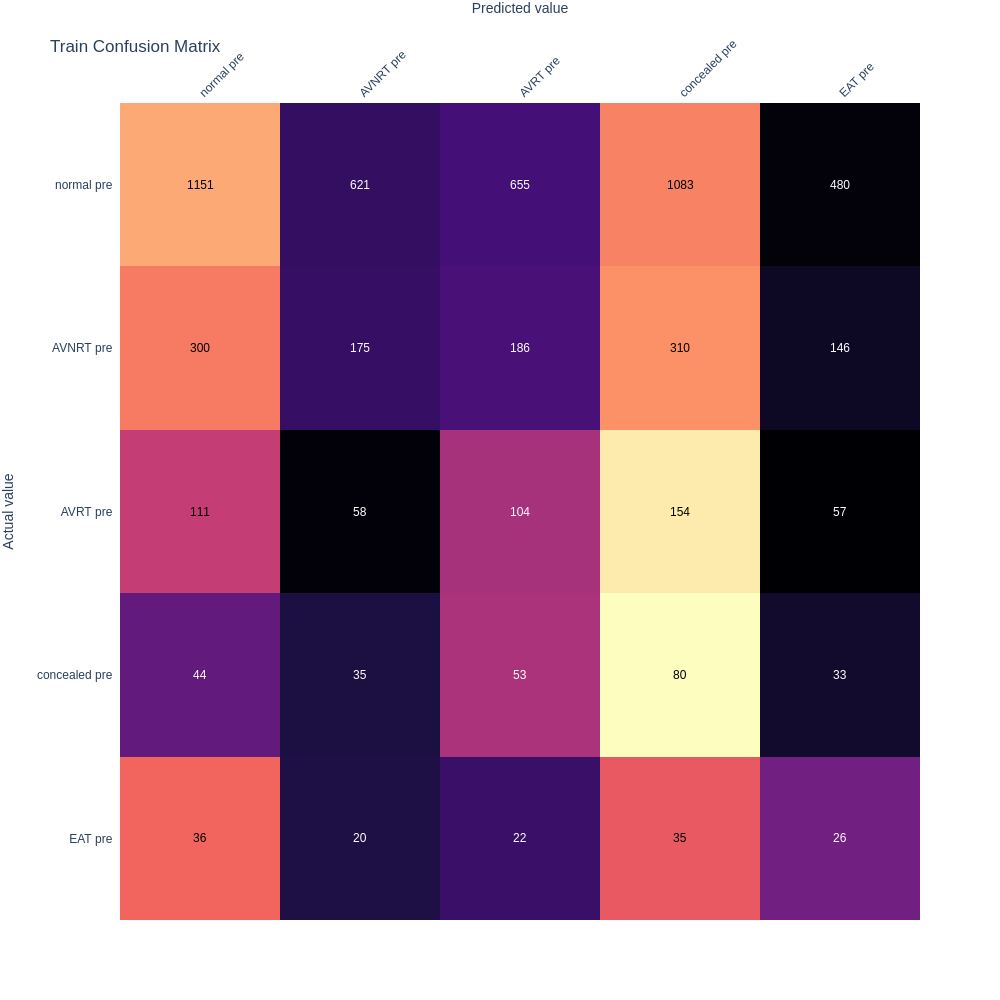 Predicted value
Train Confusion Matrix
normal pre AVNRT pre AVRT pre concealed pre EAT pre
normal pre 1151 621 655 1083 480
AVNRT pre 300 175 186 310 146
Actual value
AVRT pre 111 58 104 154 57
concealed pre 44 35 53 80 33
EAT pre 36 20 22 35 26